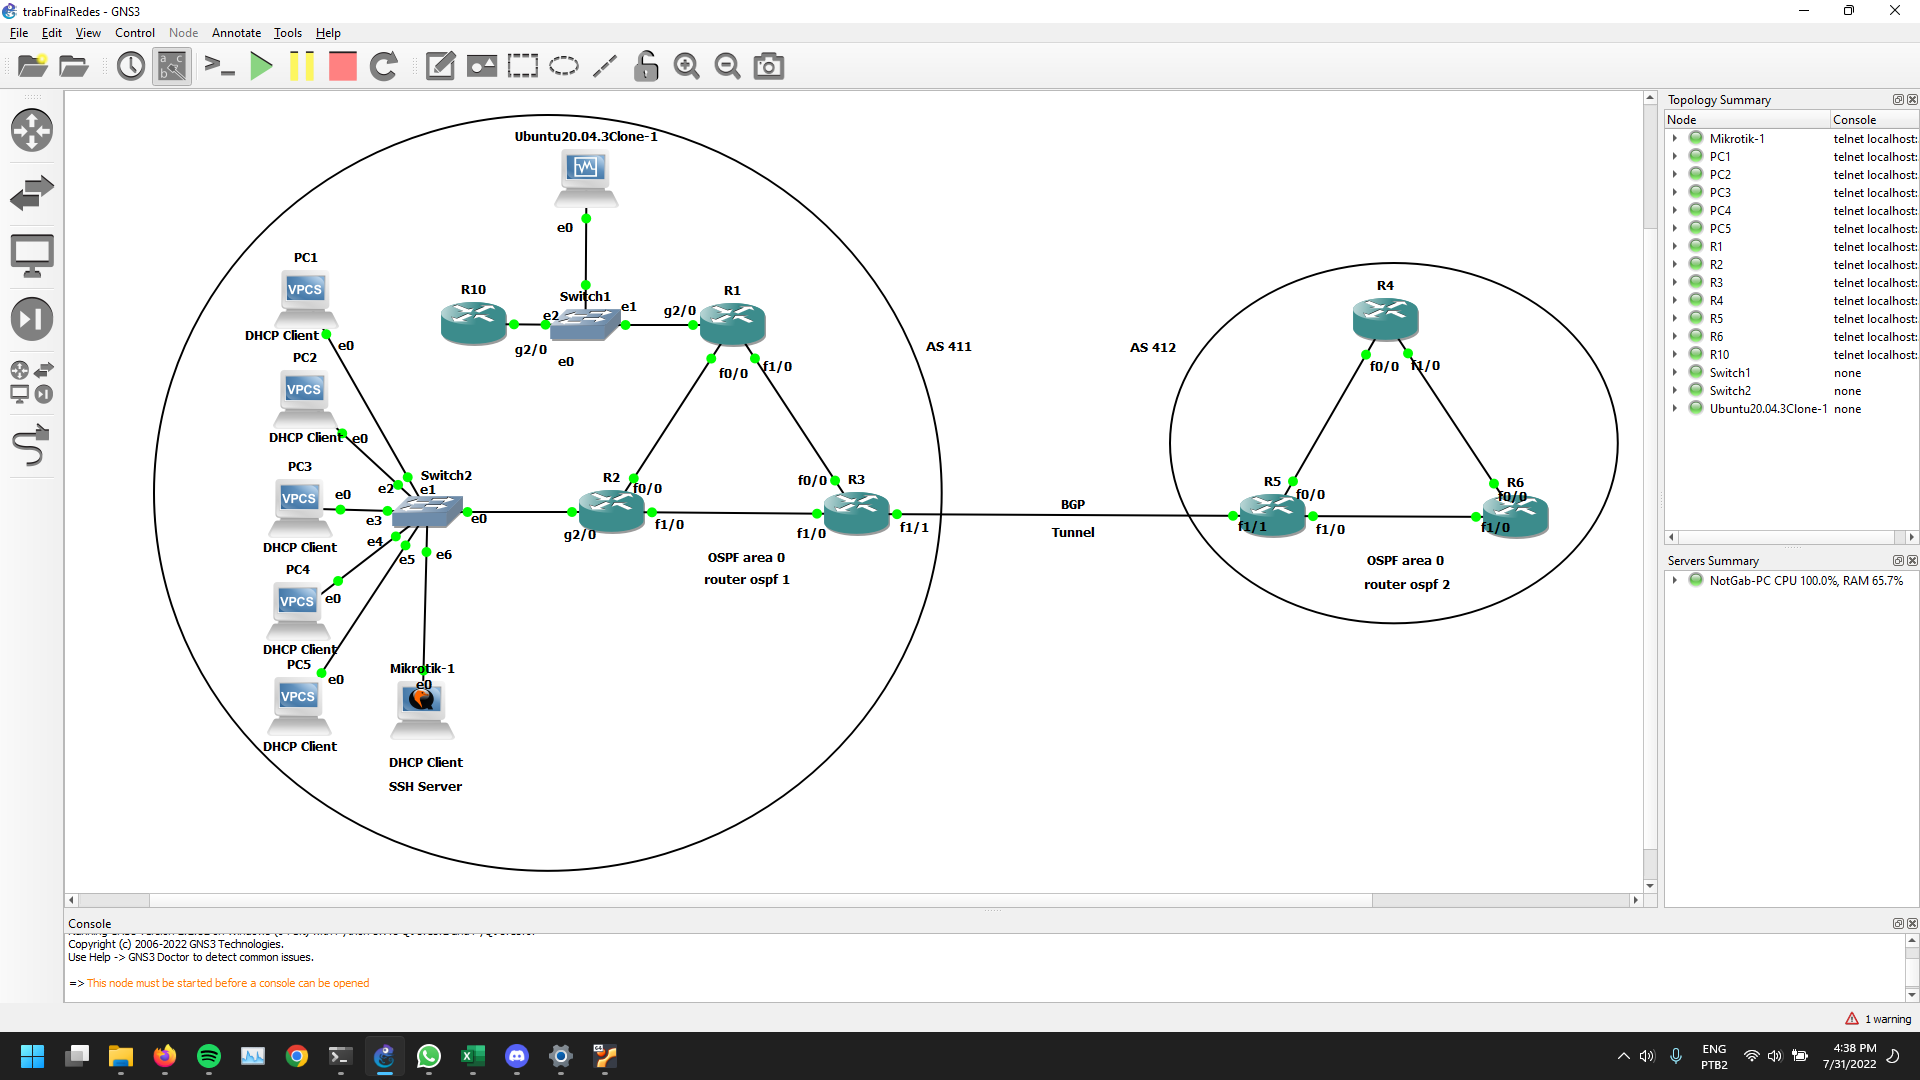 trabFinalRedes - GNS3
File Edit View Control Node Annotate Tools Help
Ubuntu20.04.3Clone-1
e0
PC1
VPCS
DHCP Client
e0
PC2
VPCS
DHCP Client
e0
PC3
VPCS
e0
DHCP Client
PC4
VPCS
e0
DHCP Client
PC5
VPCS
e0
DHCP Client
R10
g2/0
Switch1
e2
e1
e0
g2/0
R1
f0/0
f1/0
Switch2
e2
e1
e3
e0
e4
e5
e6
Mikrotik-1
e0
DHCP Client
SSH Server
R2
f0/0
g2/0
f1/0
f0/0
R3
f1/0
f1/1
OSPF area 0
router ospf 1
AS 411
BGP
Tunnel
AS 412
R4
f0/0
f1/0
R5
f0/0
f1/1
f1/0
R6
f0/0
f1/0
OSPF area 0
router ospf 2
Topology Summary
Node Console
Mikrotik-1 telnet localhost:
PC1 telnet localhost:
PC2 telnet localhost:
PC3 telnet localhost:
PC4 telnet localhost:
PC5 telnet localhost:
R1 telnet localhost:
R2 telnet localhost:
R3 telnet localhost:
R4 telnet localhost:
R5 telnet localhost:
R6 telnet localhost:
R10 telnet localhost:
Switch1 none
Switch2 none
Ubuntu20.04.3Clone-1 none
Servers Summary
NotGab-PC CPU 100.0%, RAM 65.7%
Console
Copyright (c) 2006-2022 GNS3 Technologies.
Use Help -> GNS3 Doctor to detect common issues.
=> This node must be started before a console can be opened
1 warning
ENG
PTB2
4:38 PM
7/31/2022